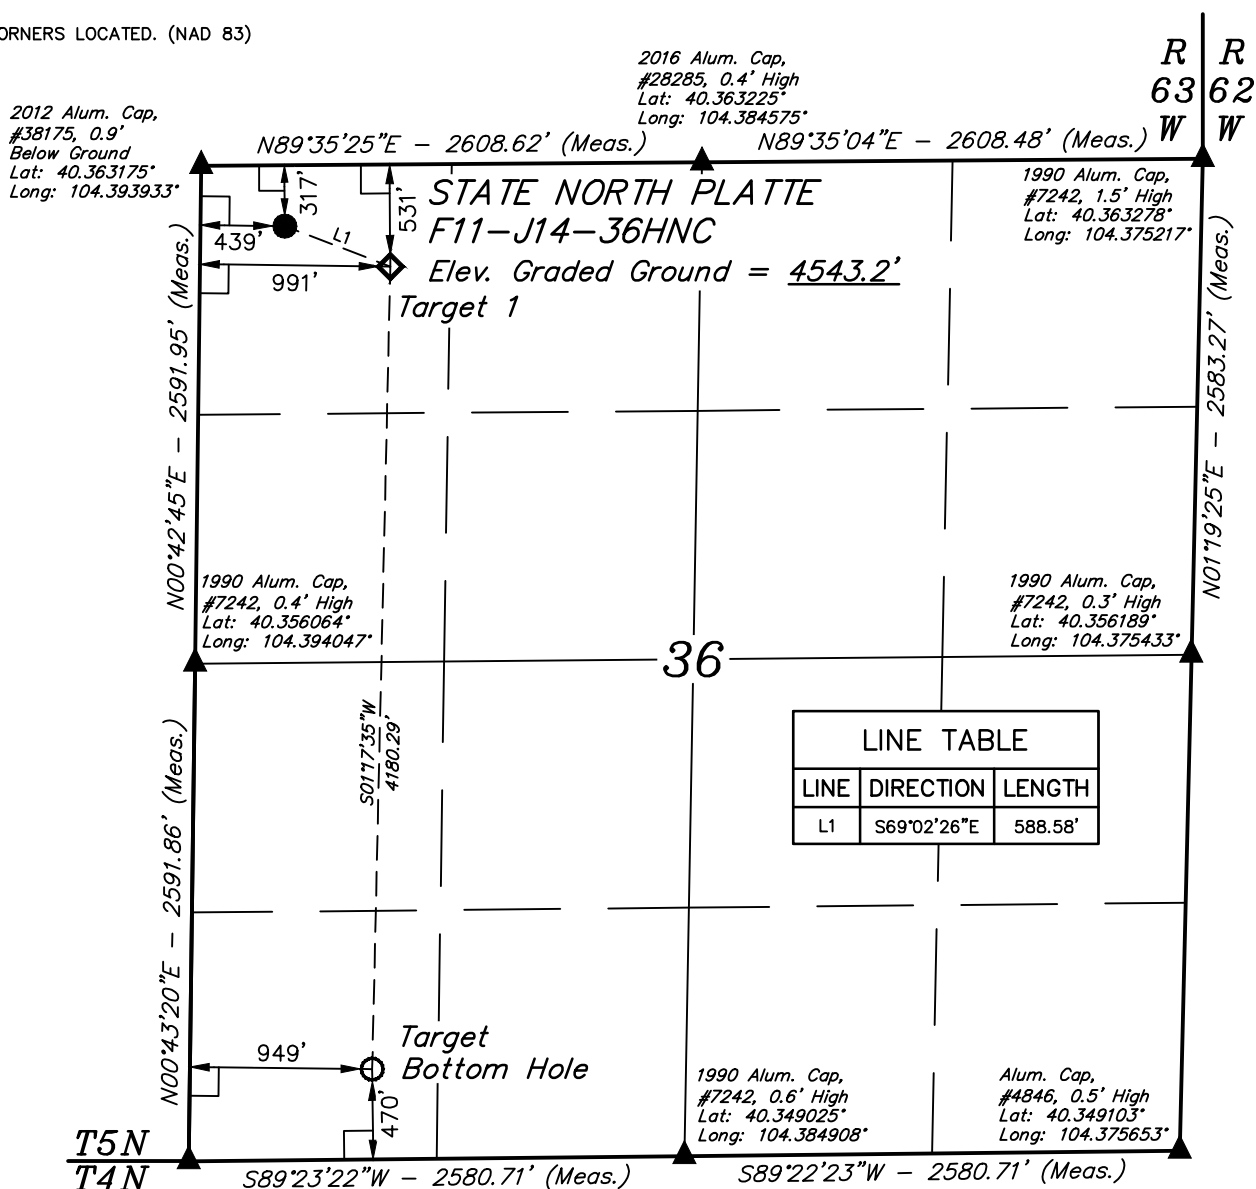 ORNERS LOCATED. (NAD 83)
R R
63 62
W W
2016 Alum. Cap,
#28285, 0.4' High
Lat: 40.363225°
Long: 104.384575°
2012 Alum. Cap,
#38175, 0.9'
Below Ground
Lat: 40.363175°
Long: 104.393933°
N89°35'25"E - 2608.62' (Meas.)
N89°35'04"E - 2608.48' (Meas.)
1990 Alum. Cap,
#7242, 1.5' High
Lat: 40.363278°
Long: 104.375217°
317'
531'
439'
L1
991'
STATE NORTH PLATTE
F11-J14-36HNC
Elev. Graded Ground = 4543.2'
Target 1
N00°42'45"E - 2591.95' (Meas.)
N01°19'25"E - 2583.27' (Meas.)
1990 Alum. Cap,
#7242, 0.4' High
Lat: 40.356064°
Long: 104.394047°
1990 Alum. Cap,
#7242, 0.3' High
Lat: 40.356189°
Long: 104.375433°
36
S01°17'35"W
4180.29'
LINE TABLE
LINE DIRECTION LENGTH
L1 S69°02'26"E 588.58'
N00°43'20"E - 2591.86' (Meas.)
949'
Target
Bottom Hole
470'
1990 Alum. Cap,
#7242, 0.6' High
Lat: 40.349025°
Long: 104.384908°
Alum. Cap,
#4846, 0.5' High
Lat: 40.349103°
Long: 104.375653°
T5N
T4N
S89°23'22"W - 2580.71' (Meas.)
S89°22'23"W - 2580.71' (Meas.)